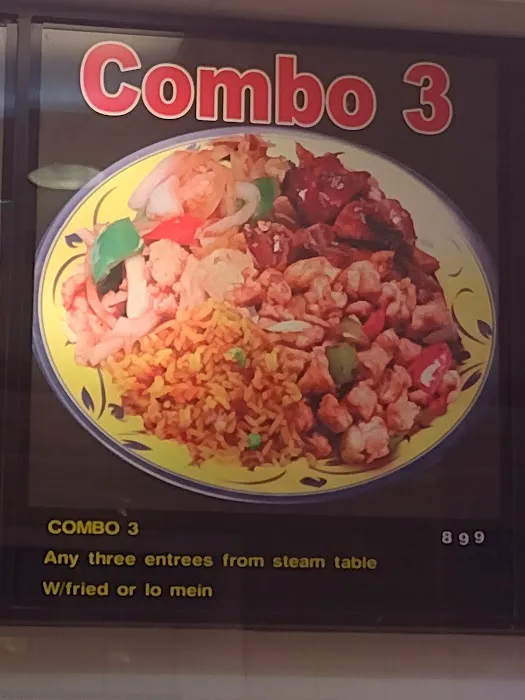 Combo 3
COMBO 3
8 9 9
Any three entrees from steam table
W/fried or lo mein